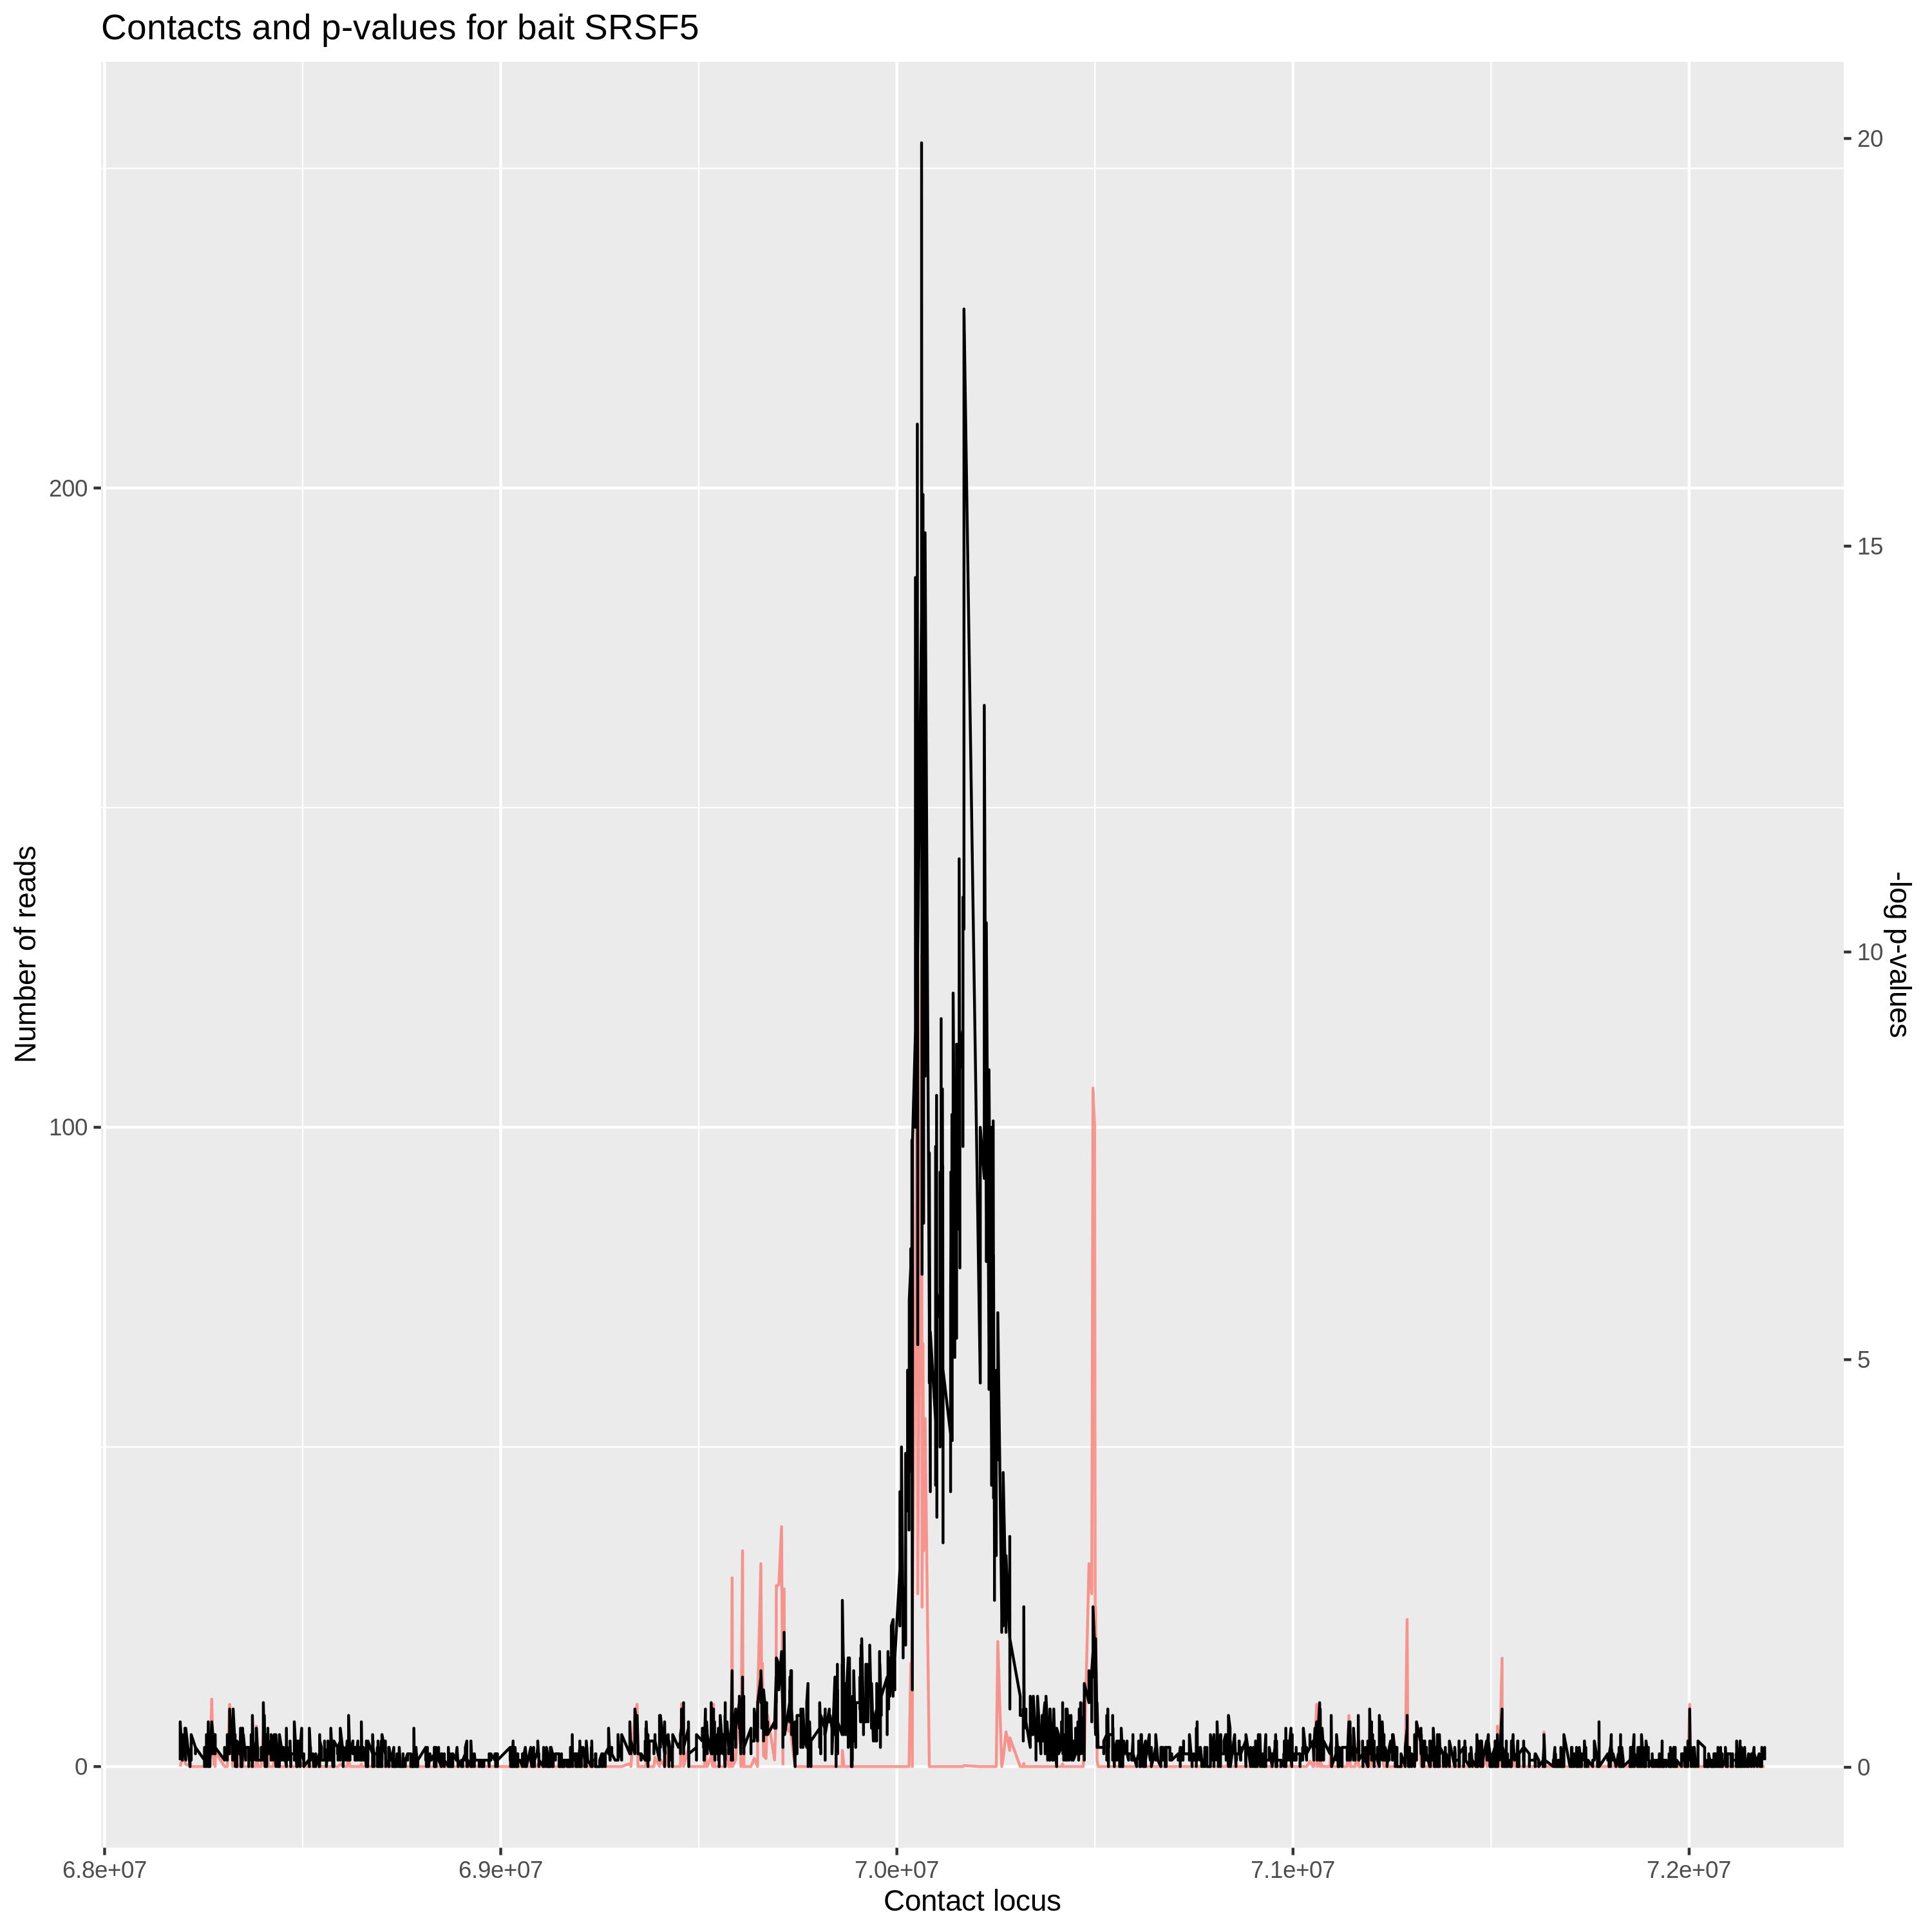 Contacts and p-values for bait SRSF5
Number of reads
200
100
0
20
15
10
5
0
-log p-values
6.8e+07
6.9e+07
7.0e+07
7.1e+07
7.2e+07
Contact locus